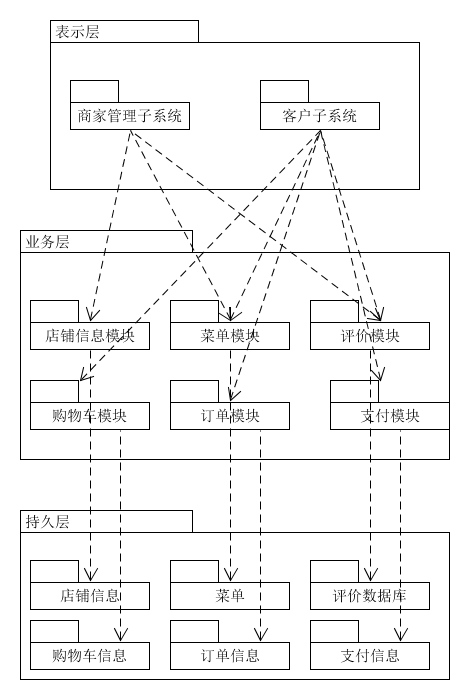 表示层
商家管理子系统
客户子系统
业务层
店铺信息模块
菜单模块
评价模块
购物车模块
订单模块
支付模块
持久层
店铺信息
菜单
评价数据库
购物车信息
订单信息
支付信息